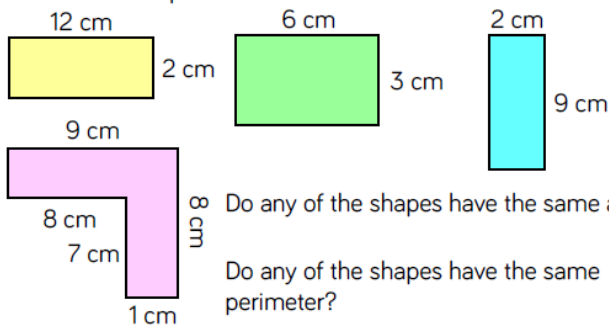 12 cm
2 cm
6 cm
3 cm
2 cm
9 cm
9 cm
8 cm
7 cm
8 cm
1 cm
Do any of the shapes have the same
Do any of the shapes have the same
perimeter?